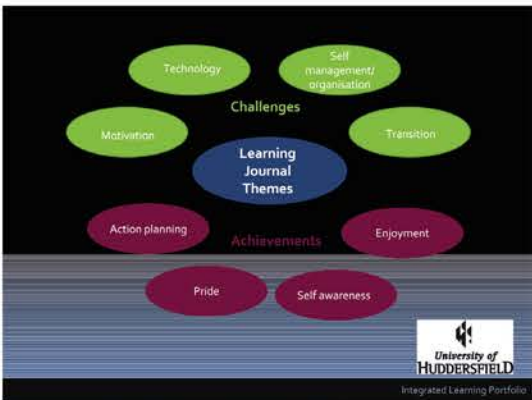 Technology
Self
management/
organisation
Challenges
Motivation
Transition
Learning
Journal
Themes
Action planning
Achievements
Enjoyment
Pride
Self awareness
University of
HUDDERSFIELD
Integrated Learning Portfolio